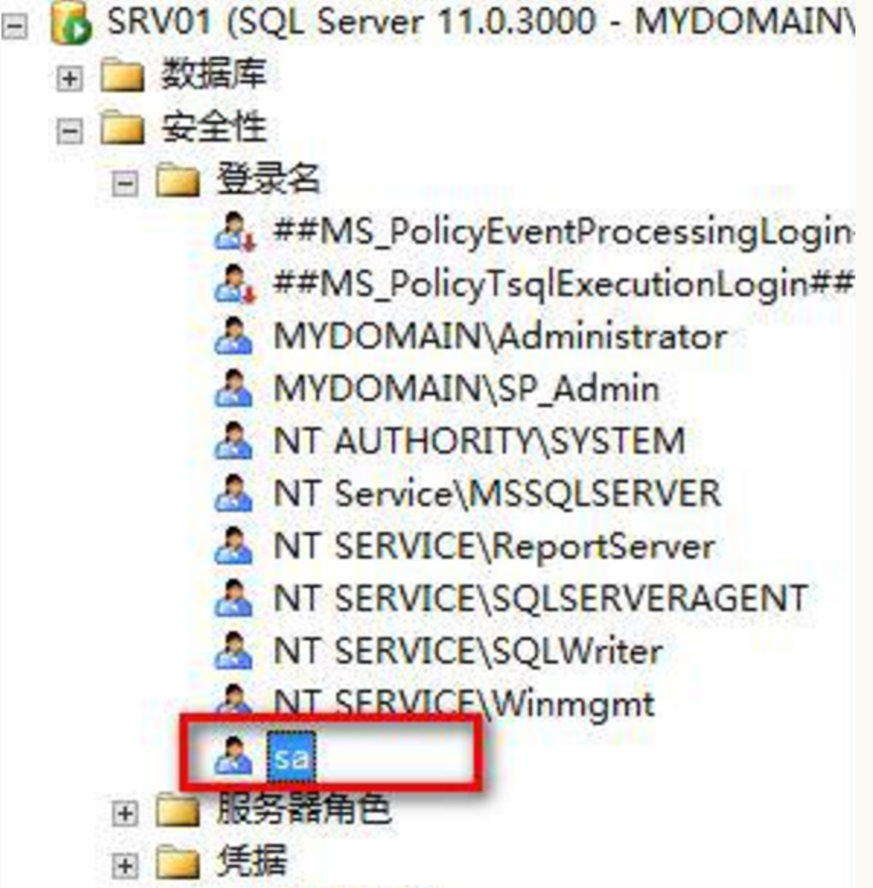 SRV01 (SQL Server 11.0.3000 - MYDOMAIN\
数据库
安全性
登录名
##MS_PolicyEventProcessingLogin
##MS_PolicyTsqlExecutionLogin##
MYDOMAIN\Administrator
MYDOMAIN\SP_Admin
NT AUTHORITY\SYSTEM
NT Service\MSSQLSERVER
NT SERVICE\ReportServer
NT SERVICE\SQLSERVERAGENT
NT SERVICE\SQLWriter
NT SERVICE\Winmgmt
sa
服务器角色
凭据